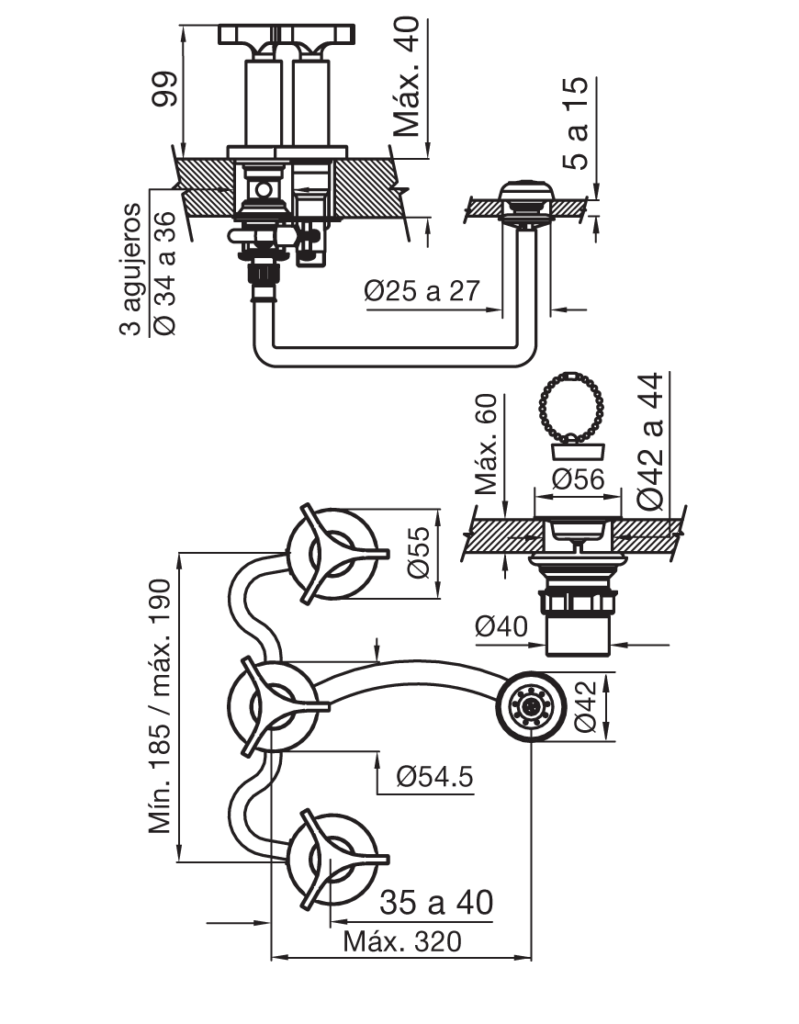 99
Máx. 40
5 a 15
3 agujeros
Ø 34 a 36
Ø25 a 27
Máx. 60
Ø42 a 44
Ø56
Ø55
Ø40
Mín. 185 / máx. 190
Ø42
Ø54.5
35 a 40
Máx. 320